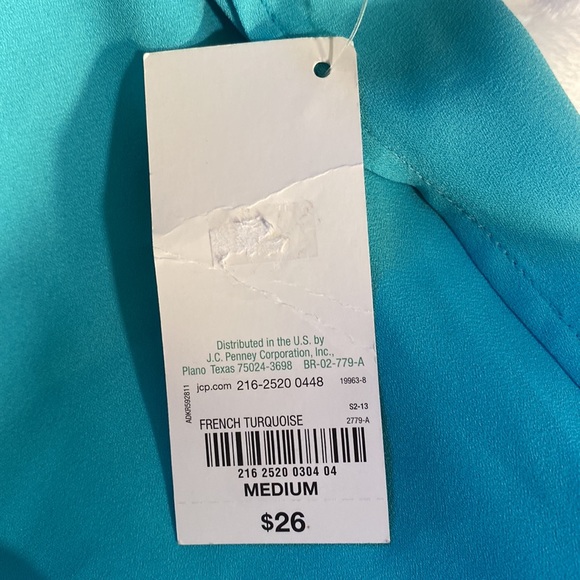 Distributed in the U.S. by
J.C. Penney Corporation, Inc.,
Plano Texas 75024-3698 BR-02-779-A
jcp.com 216-2520 0448 19963-8
ADKR592811
S2-13
FRENCH TURQUOISE 2779-A
216 2520 0304 04
MEDIUM
$26